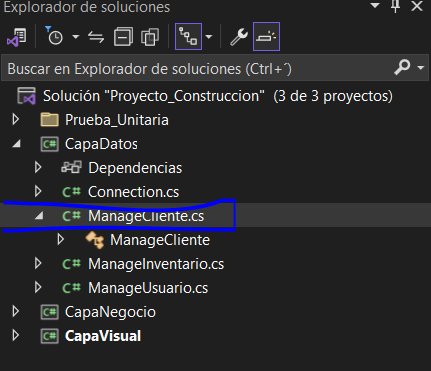 Explorador de soluciones
Buscar en Explorador de soluciones (Ctrl+´)
Solución "Proyecto_Construccion" (3 de 3 proyectos)
Prueba_Unitaria
CapaDatos
Dependencias
C# Connection.cs
C# ManageCliente.cs
ManageCliente
C# ManageInventario.cs
C# ManageUsuario.cs
C# CapaNegocio
C# CapaVisual